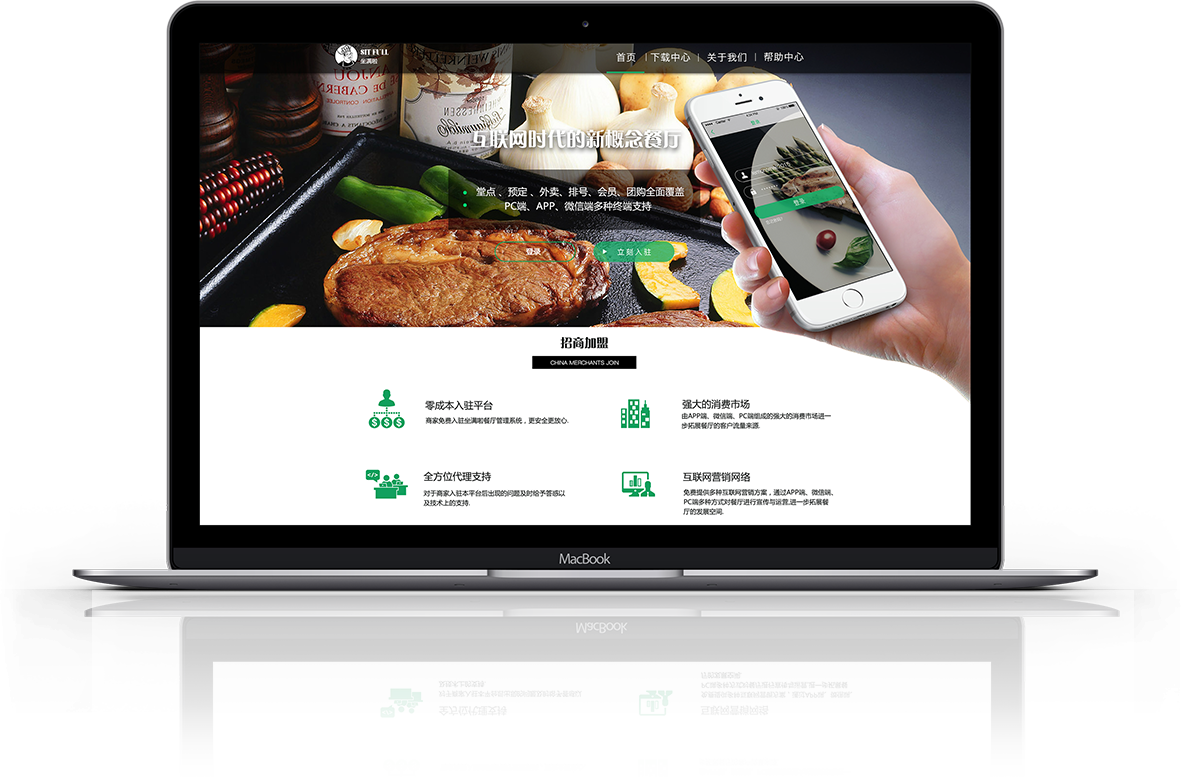 SIT FULL
坐满啦
首页 | 下载中心 | 关于我们 | 帮助中心
ANJOU
DE CABERN
互联网时代的新概念餐厅
堂点 、预定 、外卖、排号、会员、团购全面覆盖
PC端、APP、微信端多种终端支持
登录
立刻入驻
登录
登录
招商加盟
CHINA MERCHANTS JOIN
零成本入驻平台
商家免费入驻坐满啦餐厅管理系统，更安全更放心.
强大的消费市场
由APP端、微信端、PC端组成的强大的消费市场进一
步拓展餐厅的客户流量来源.
全方位代理支持
对于商家入驻本平台后出现的问题及时给予答感以
及技术上的支持.
互联网营销网络
免费提供多种互联网营销方案，通过APP端、微信端、
PC端多种方式对餐厅进行宣传与运营,进一步拓展餐
厅的发展空间.
MacBook